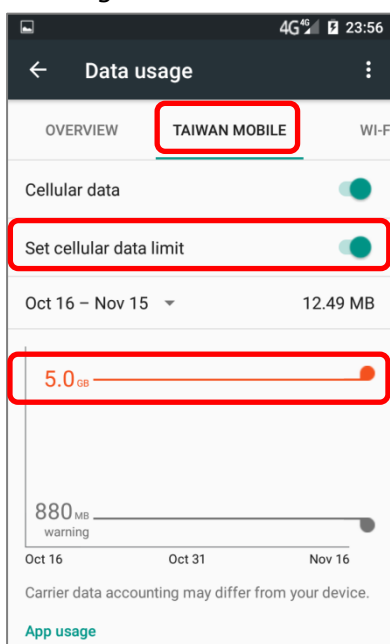 4G 4G 23:56
Data usage
OVERVIEW TAIWAN MOBILE WI-F
Cellular data
Set cellular data limit
Oct 16 – Nov 15 12.49 MB
5.0 GB
880 MB
warning
Oct 16 Oct 31 Nov 16
Carrier data accounting may differ from your device.
App usage